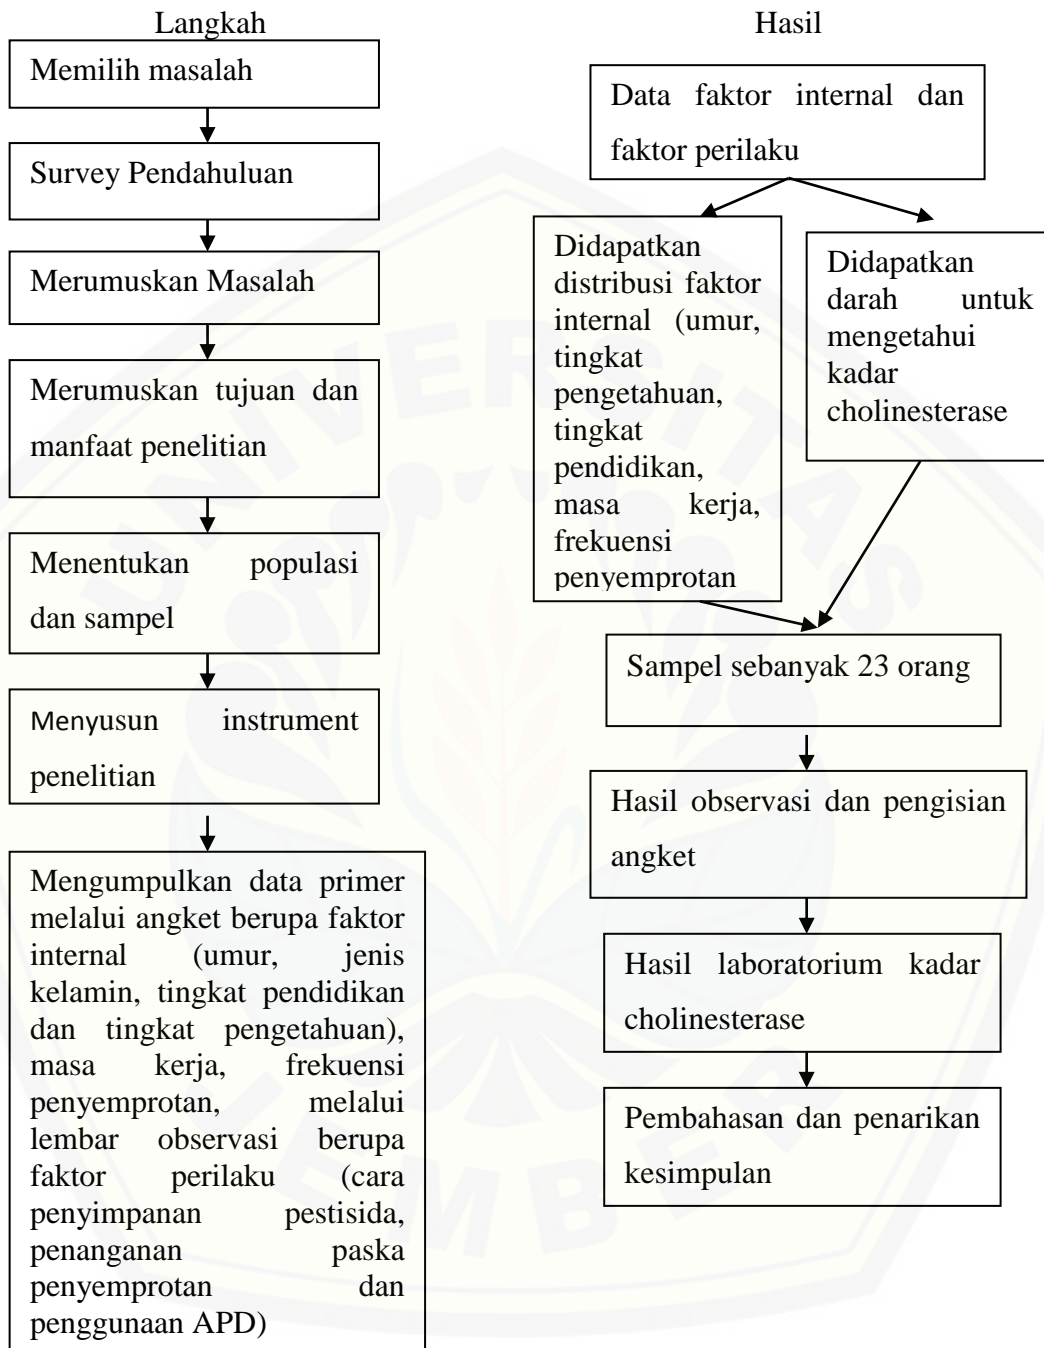 Langkah
Memilih masalah
Survey Pendahuluan
Merumuskan Masalah
Merumuskan tujuan dan
manfaat penelitian
Menentukan populasi
dan sampel
Menyusun instrument
penelitian
Mengumpulkan data primer
melalui angket berupa faktor
internal (umur, jenis
kelamin, tingkat pendidikan
dan tingkat pengetahuan),
masa kerja, frekuensi
penyemprotan, melalui
lembar observasi berupa
faktor perilaku (cara
penyimpanan pestisida,
penanganan paska
penyemprotan dan
penggunaan APD)
Hasil
Data faktor internal dan
faktor perilaku
Didapatkan
distribusi faktor
internal (umur,
tingkat
pengetahuan,
tingkat
pendidikan,
masa kerja,
frekuensi
penyemprotan
Didapatkan
darah untuk
mengetahui
kadar
cholinesterase
Sampel sebanyak 23 orang
Hasil observasi dan pengisian
angket
Hasil laboratorium kadar
cholinesterase
Pembahasan dan penarikan
kesimpulan
UNIVERSITAS
JEMBER